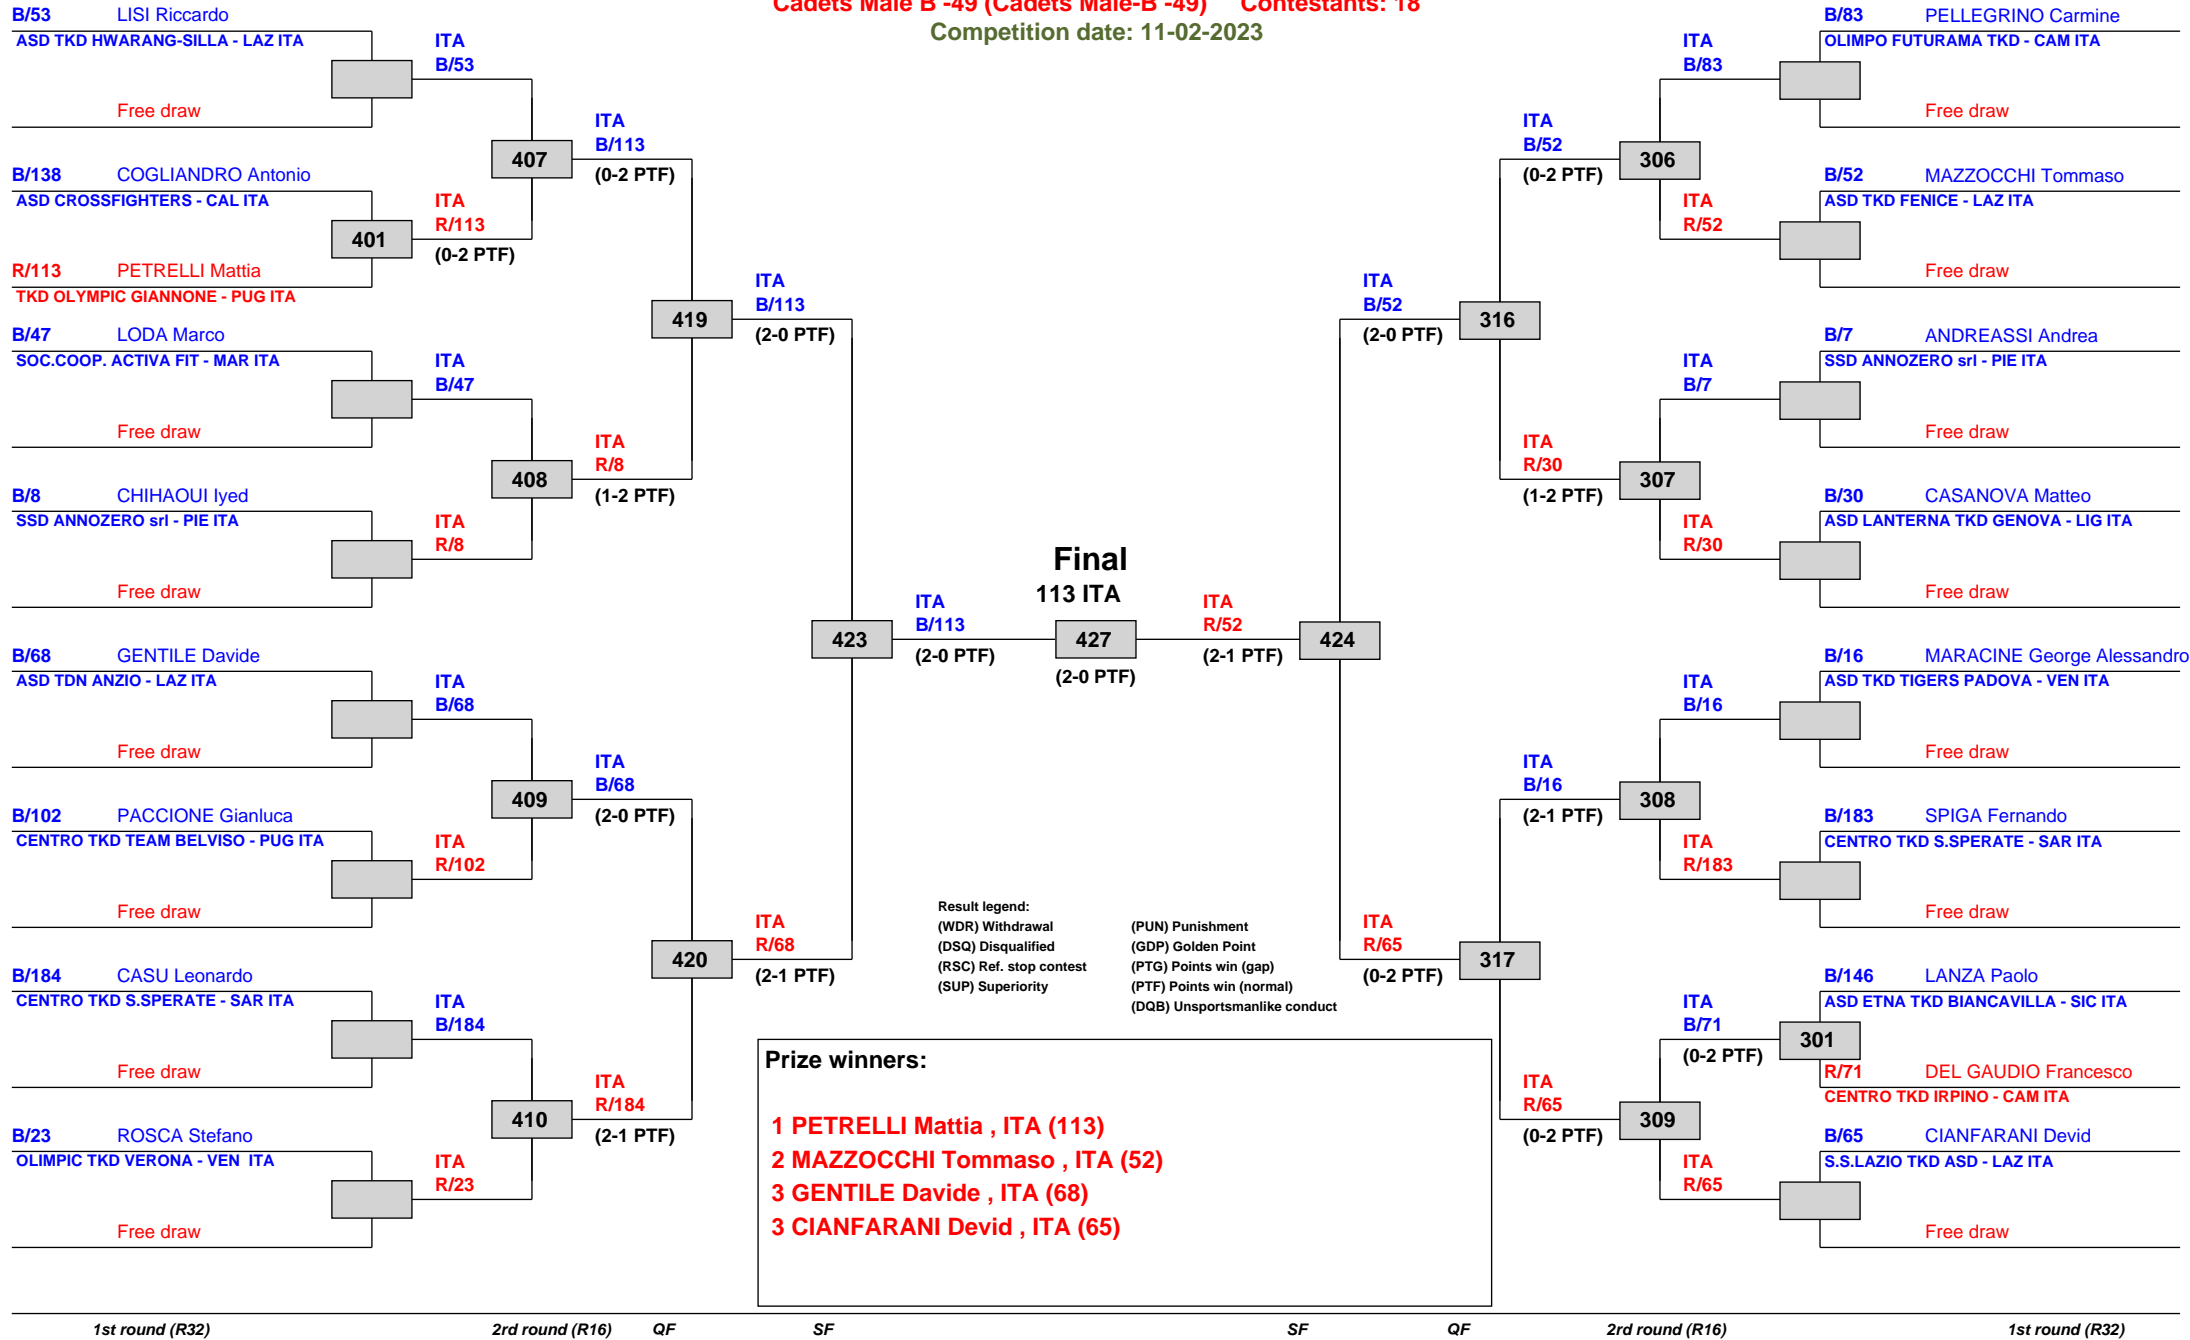 Cadets Male B -49 (Cadets Male-B -49) Contestants: 18
Competition date: 11-02-2023
B/53 LISI Riccardo
ASD TKD HWARANG-SILLA - LAZ ITA
Free draw
B/138 COGLIANDRO Antonio
ASD CROSSFIGHTERS - CAL ITA
401
R/113 PETRELLI Mattia
TKD OLYMPIC GIANNONE - PUG ITA
B/47 LODA Marco
SOC.COOP. ACTIVA FIT - MAR ITA
Free draw
B/8 CHIHAOUI Iyed
SSD ANNOZERO srl - PIE ITA
Free draw
B/68 GENTILE Davide
ASD TDN ANZIO - LAZ ITA
Free draw
B/102 PACCIONE Gianluca
CENTRO TKD TEAM BELVISO - PUG ITA
Free draw
B/184 CASU Leonardo
CENTRO TKD S.SPERATE - SAR ITA
Free draw
B/23 ROSCA Stefano
OLIMPIC TKD VERONA - VEN ITA
Free draw
ITA
B/53
ITA
R/113
(0-2 PTF)
ITA
B/47
ITA
R/8
ITA
B/68
ITA
R/102
ITA
B/184
ITA
R/23
407
408
409
410
ITA
B/113
(0-2 PTF)
ITA
R/8
(1-2 PTF)
ITA
B/68
(2-0 PTF)
ITA
R/184
(2-1 PTF)
419
420
ITA
B/113
(2-0 PTF)
ITA
R/68
(2-1 PTF)
423
ITA
B/113
(2-0 PTF)
Final
113 ITA
427
(2-0 PTF)
ITA
R/52
(2-1 PTF)
424
ITA
B/52
(2-0 PTF)
ITA
R/65
(0-2 PTF)
316
317
ITA
B/52
(0-2 PTF)
ITA
R/30
(1-2 PTF)
ITA
B/16
(2-1 PTF)
ITA
R/65
(0-2 PTF)
306
307
308
309
ITA
B/83
ITA
R/52
ITA
B/7
ITA
R/30
ITA
B/16
ITA
R/183
ITA
B/71
(0-2 PTF)
ITA
R/65
B/83 PELLEGRINO Carmine
OLIMPO FUTURAMA TKD - CAM ITA
Free draw
B/52 MAZZOCCHI Tommaso
ASD TKD FENICE - LAZ ITA
Free draw
B/7 ANDREASSI Andrea
SSD ANNOZERO srl - PIE ITA
Free draw
B/30 CASANOVA Matteo
ASD LANTERNA TKD GENOVA - LIG ITA
Free draw
B/16 MARACINE George Alessandro
ASD TKD TIGERS PADOVA - VEN ITA
Free draw
B/183 SPIGA Fernando
CENTRO TKD S.SPERATE - SAR ITA
Free draw
B/146 LANZA Paolo
ASD ETNA TKD BIANCAVILLA - SIC ITA
301
R/71 DEL GAUDIO Francesco
CENTRO TKD IRPINO - CAM ITA
B/65 CIANFARANI Devid
S.S.LAZIO TKD ASD - LAZ ITA
Free draw
Result legend:
(WDR) Withdrawal (PUN) Punishment
(DSQ) Disqualified (GDP) Golden Point
(RSC) Ref. stop contest (PTG) Points win (gap)
(SUP) Superiority (PTF) Points win (normal)
(DQB) Unsportsmanlike conduct
Prize winners:
1 PETRELLI Mattia , ITA (113)
2 MAZZOCCHI Tommaso , ITA (52)
3 GENTILE Davide , ITA (68)
3 CIANFARANI Devid , ITA (65)
1st round (R32) 2rd round (R16) QF SF SF QF 2rd round (R16) 1st round (R32)